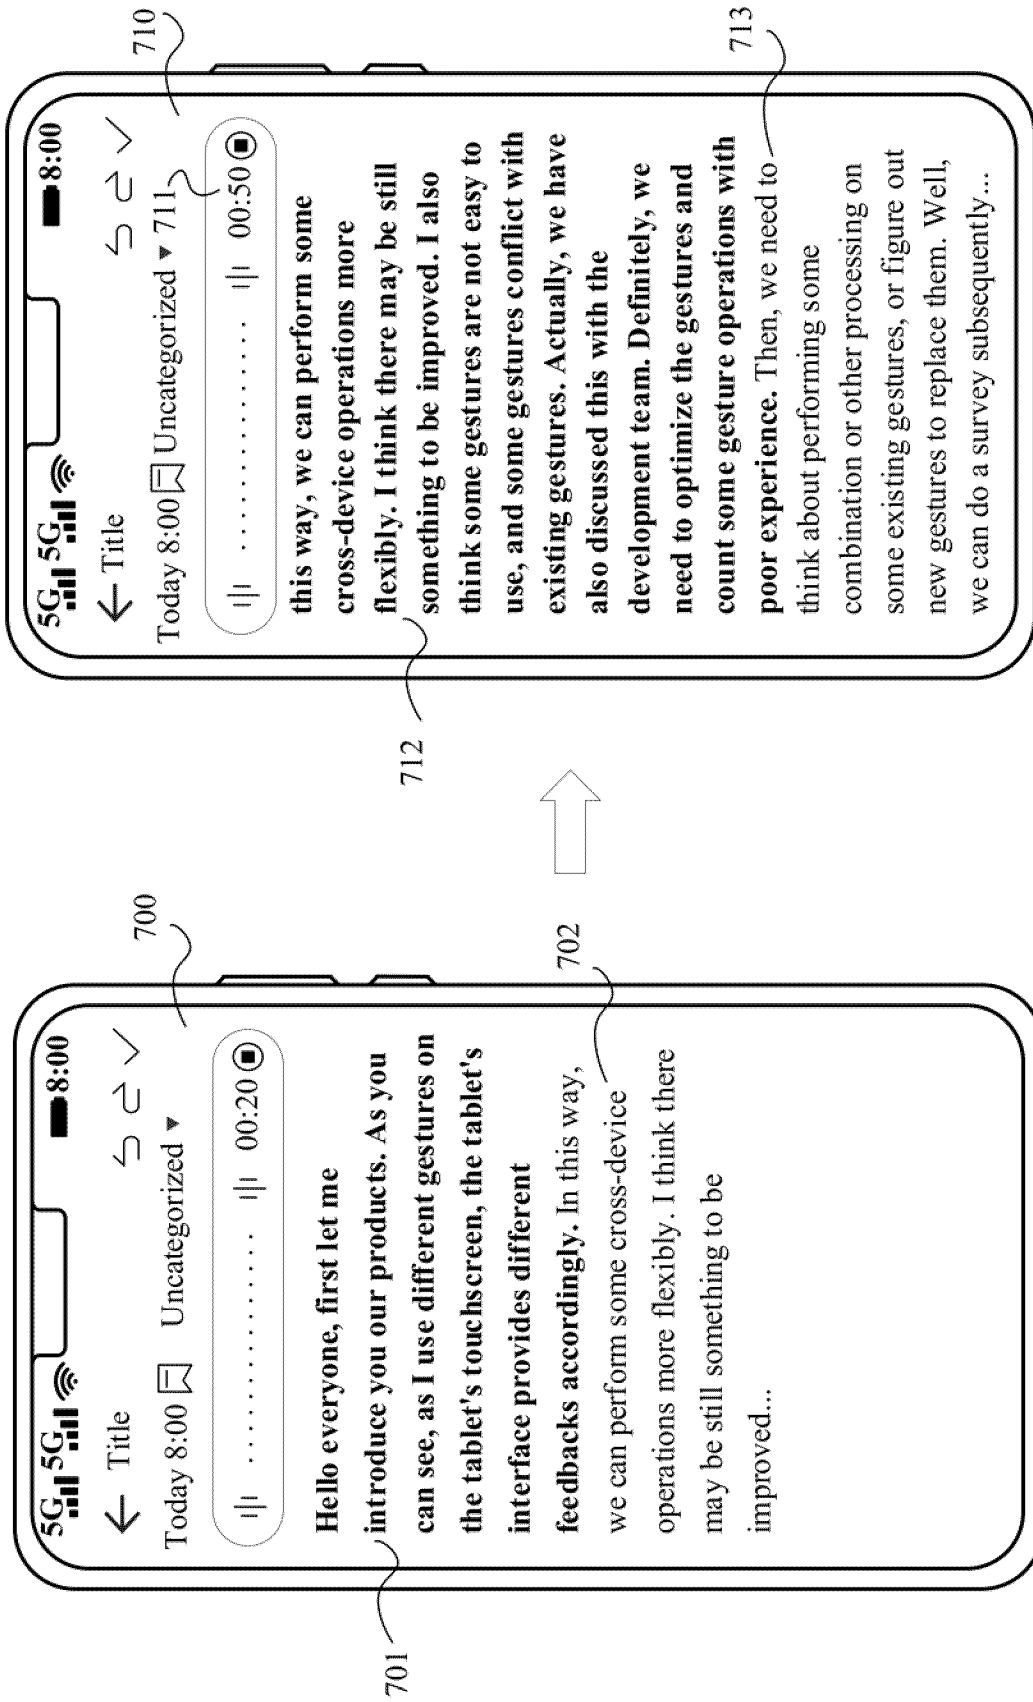 700
5G 5G 8:00
Title
Today 8:00 Uncategorized ▼
00:20
Hello everyone, first let me
introduce you our products. As you
can see, as I use different gestures on
the tablet's touchscreen, the tablet's
interface provides different
feedbacks accordingly. In this way,
we can perform some cross-device
operations more flexibly. I think there
may be still something to be
improved...
701
702
710
5G 5G 8:00
Title
Today 8:00 Uncategorized ▼ 711
00:50
this way, we can perform some
cross-device operations more
flexibly. I think there may be still
something to be improved. I also
think some gestures are not easy to
use, and some gestures conflict with
existing gestures. Actually, we have
also discussed this with the
development team. Definitely, we
need to optimize the gestures and
count some gesture operations with
poor experience. Then, we need to
think about performing some
combination or other processing on
some existing gestures, or figure out
new gestures to replace them. Well,
we can do a survey subsequently...
712
713